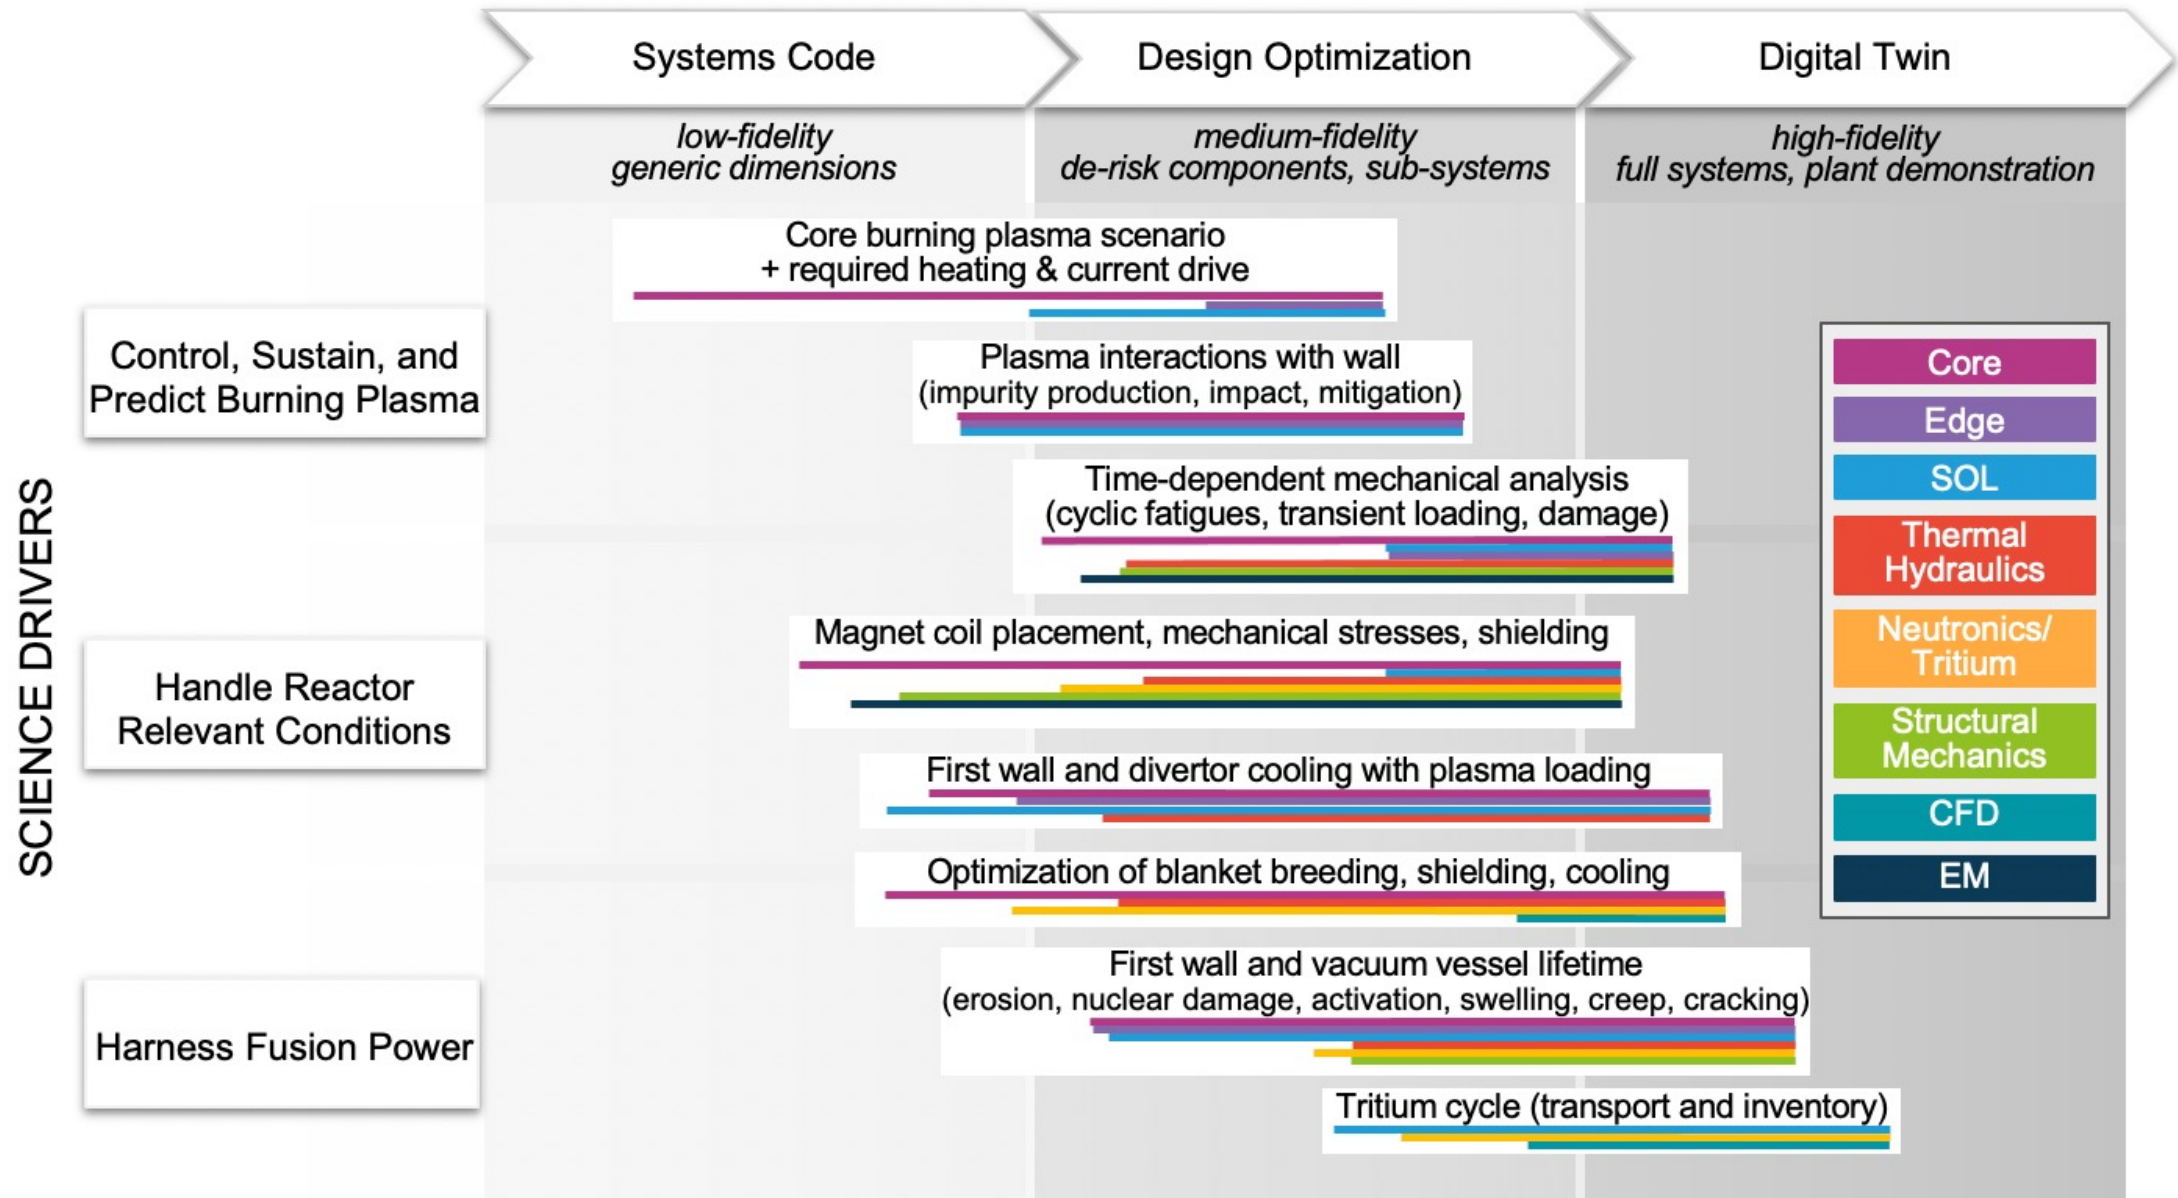 Systems Code
Design Optimization
Digital Twin
low-fidelity
generic dimensions
medium-fidelity
de-risk components, sub-systems
high-fidelity
full systems, plant demonstration
SCIENCE DRIVERS
Control, Sustain, and
Predict Burning Plasma
Handle Reactor
Relevant Conditions
Harness Fusion Power
Core burning plasma scenario
+ required heating & current drive
Plasma interactions with wall
(impurity production, impact, mitigation)
Time-dependent mechanical analysis
(cyclic fatigues, transient loading, damage)
Magnet coil placement, mechanical stresses, shielding
First wall and divertor cooling with plasma loading
Optimization of blanket breeding, shielding, cooling
First wall and vacuum vessel lifetime
(erosion, nuclear damage, activation, swelling, creep, cracking)
Tritium cycle (transport and inventory)
Core
Edge
SOL
Thermal
Hydraulics
Neutronics/
Tritium
Structural
Mechanics
CFD
EM